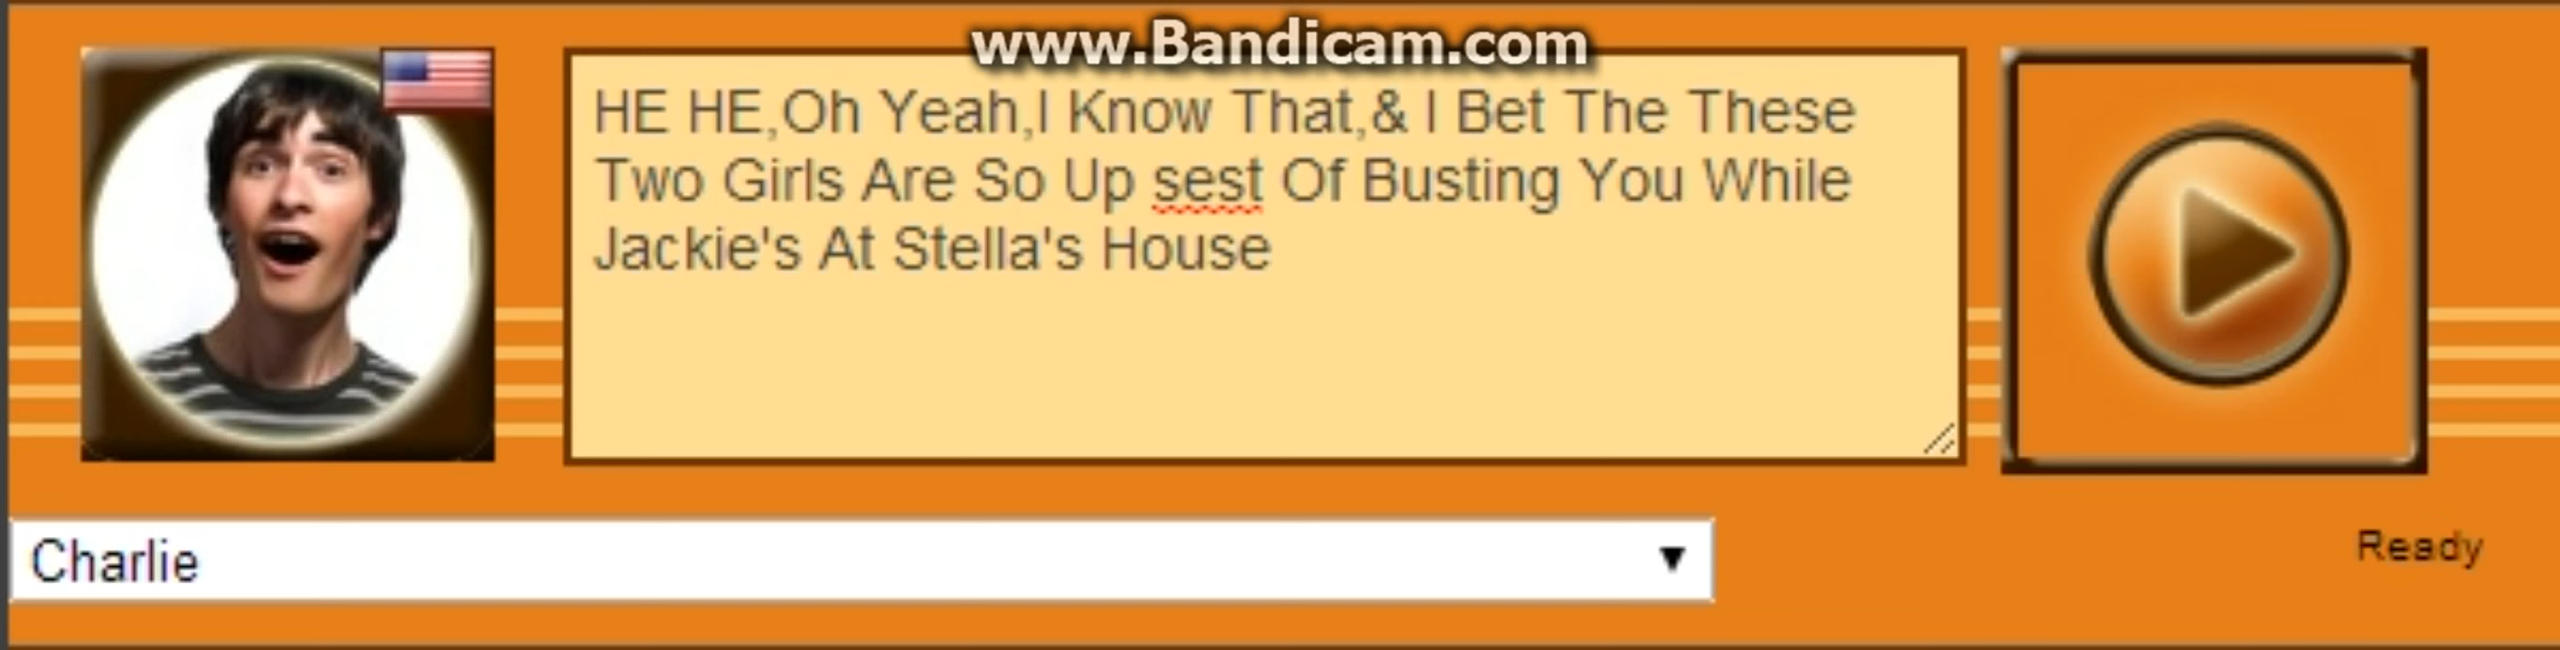 www.Bandicam.com
HE HE,Oh Yeah,I Know That,& I Bet The These
Two Girls Are So Up sest Of Busting You While
Jackie's At Stella's House
Charlie
Ready